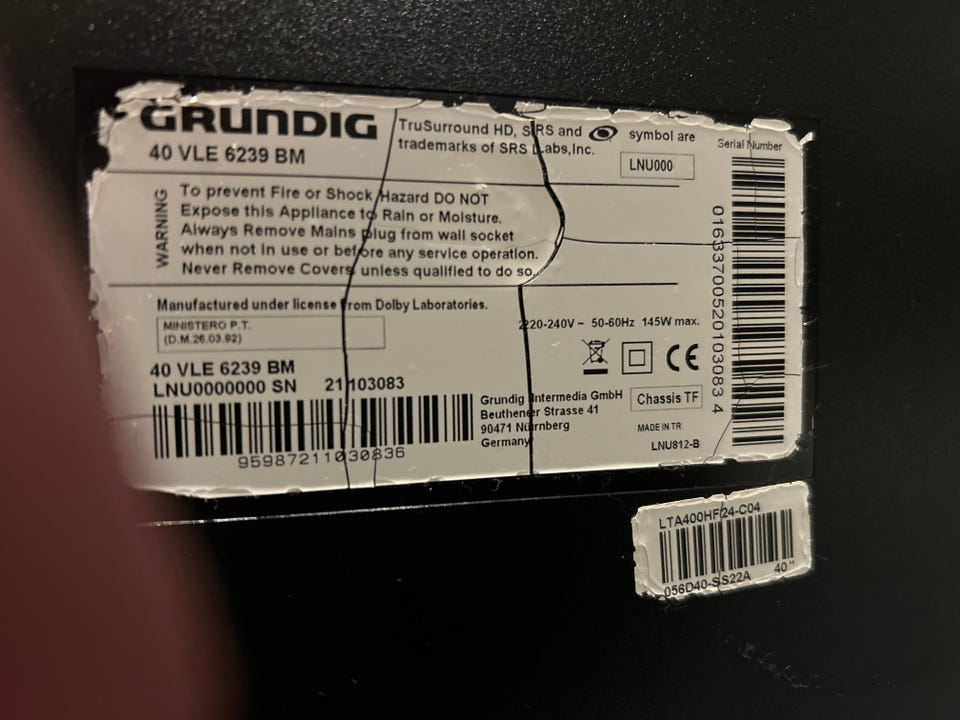 GRUNDIG
40 VLE 6239 BM
TruSurround HD, SRS and symbol are
trademarks of SRS Labs,Inc.
LNU000
Serial Number
WARNING
To prevent Fire or Shock Hazard DO NOT
Expose this Appliance to Rain or Moisture.
Always Remove Mains plug from wall socket
when not in use or before any service operation.
Never Remove Covers unless qualified to do so.
Manufactured under license from Dolby Laboratories.
MINISTERO P.T.
(D.M.26.03.92)
220-240V ~ 50-60Hz 145W max.
40 VLE 6239 BM
LNU0000000 SN 21103083
95987211030836
Grundig Intermedia GmbH
Beuthener Strasse 41
90471 Nürnberg
Germany
CE
Chassis TF
MADE IN TR
LNU812-B
01633700520103083 4
LTA400HF24-C04
056D40-SS22A 40"